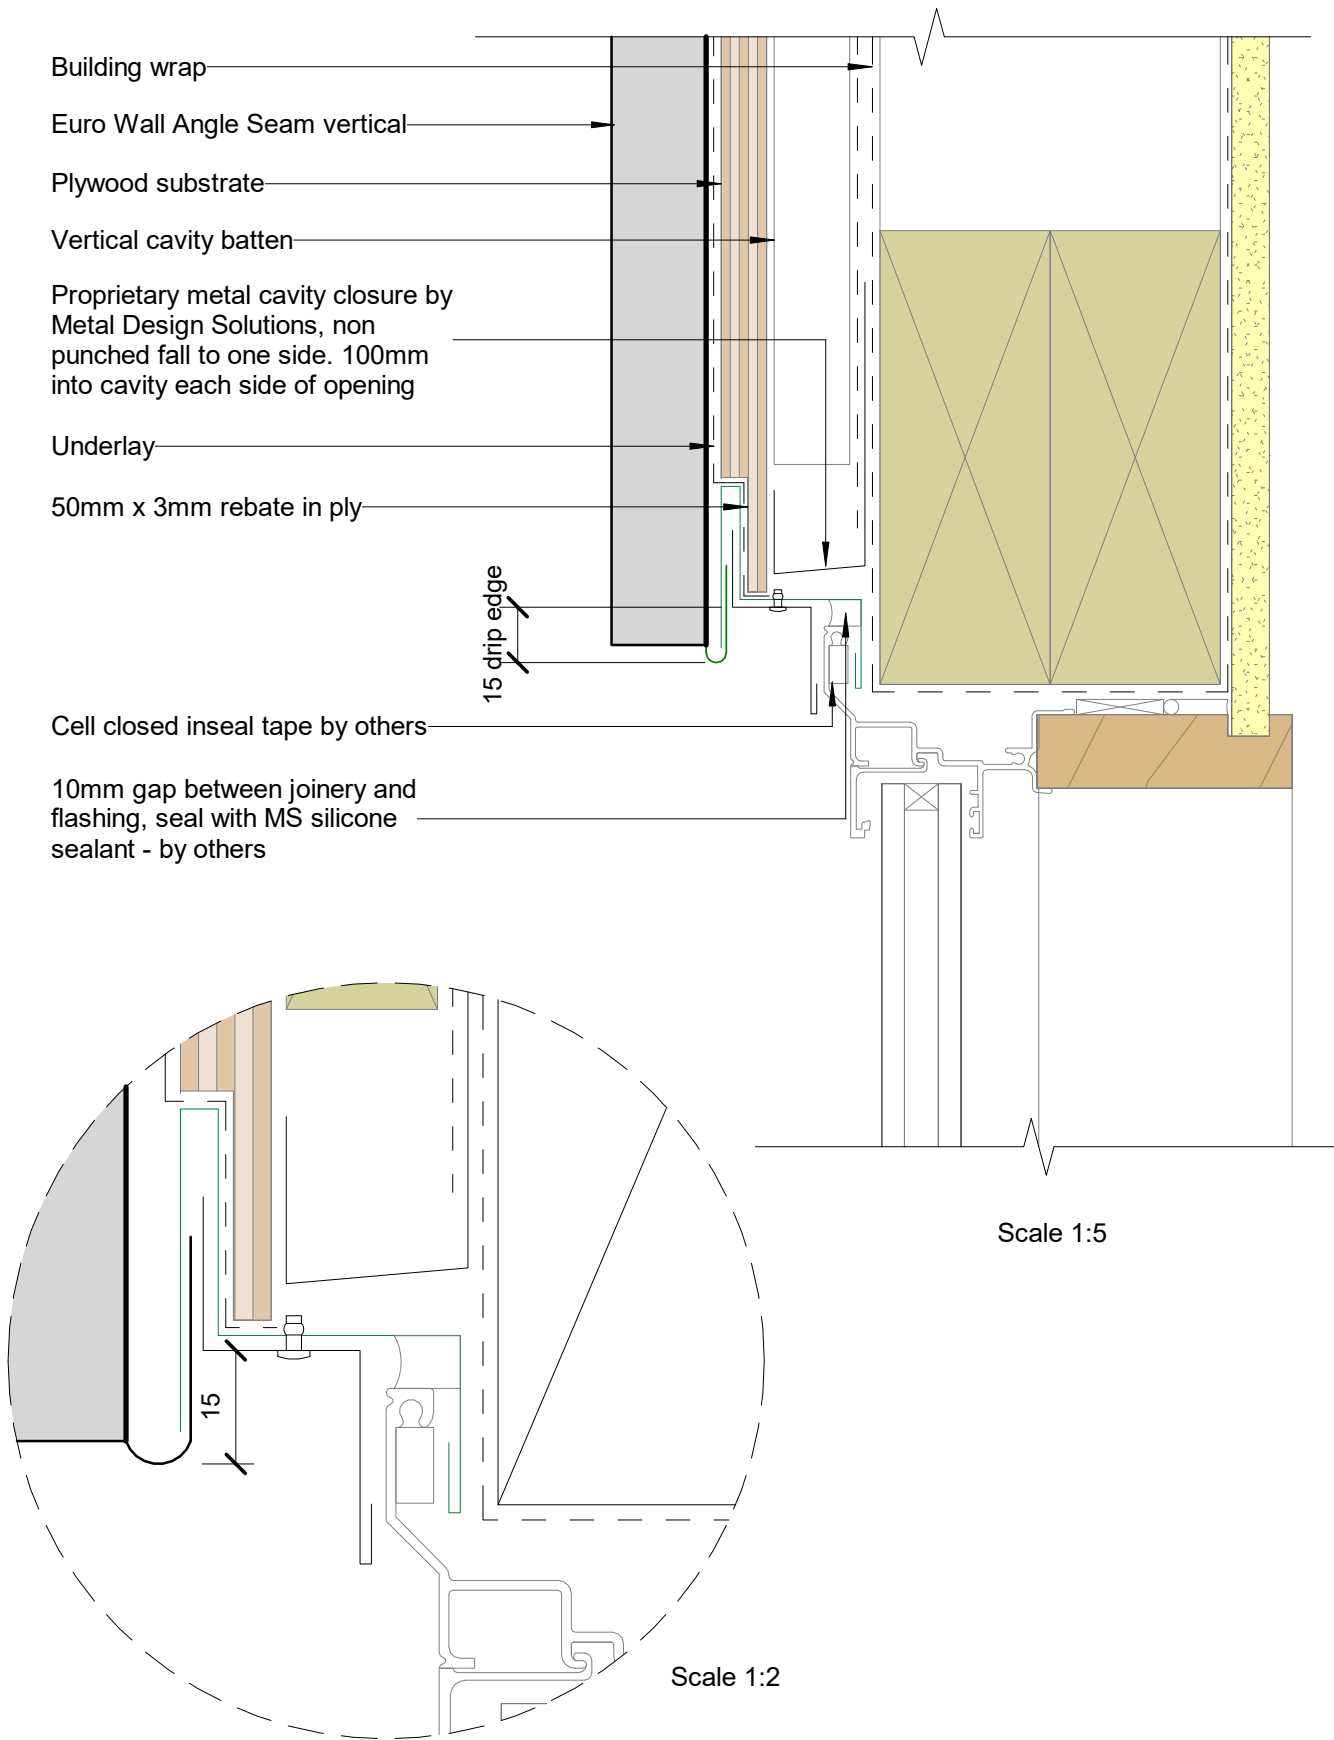 Building wrap
Euro Wall Angle Seam vertical
Plywood substrate
Vertical cavity batten
Proprietary metal cavity closure by
Metal Design Solutions, non
punched fall to one side. 100mm
into cavity each side of opening
Underlay
50mm x 3mm rebate in ply
15 drip edge
Cell closed inseal tape by others
10mm gap between joinery and
flashing, seal with MS silicone
sealant - by others
Scale 1:5
15
Scale 1:2